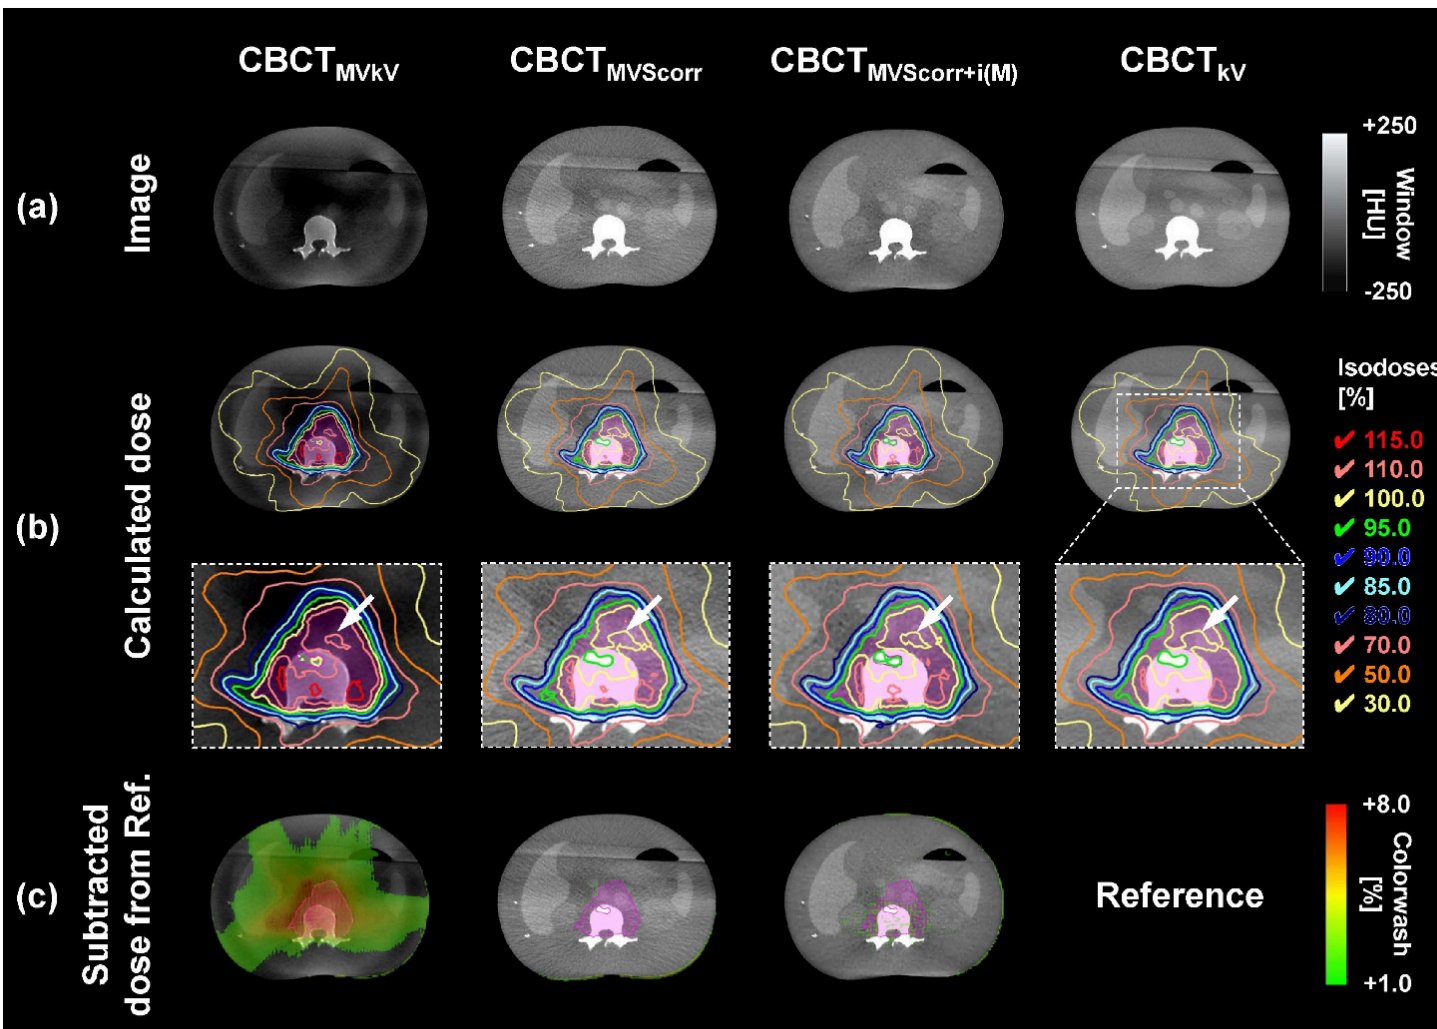 CBCTMVkV
CBCTMVScorr
CBCTMVScorr+i(M)
CBCTkV
(a)
Image
+250
Window
[HU]
-250
(b)
Calculated dose
Isodoses
[%]
✔ 115.0
✔ 110.0
✔ 100.0
✔ 95.0
✔ 90.0
✔ 85.0
✔ 80.0
✔ 70.0
✔ 50.0
✔ 30.0
(c)
Subtracted
dose from Ref.
Reference
+8.0
Colorwash
[%]
+1.0